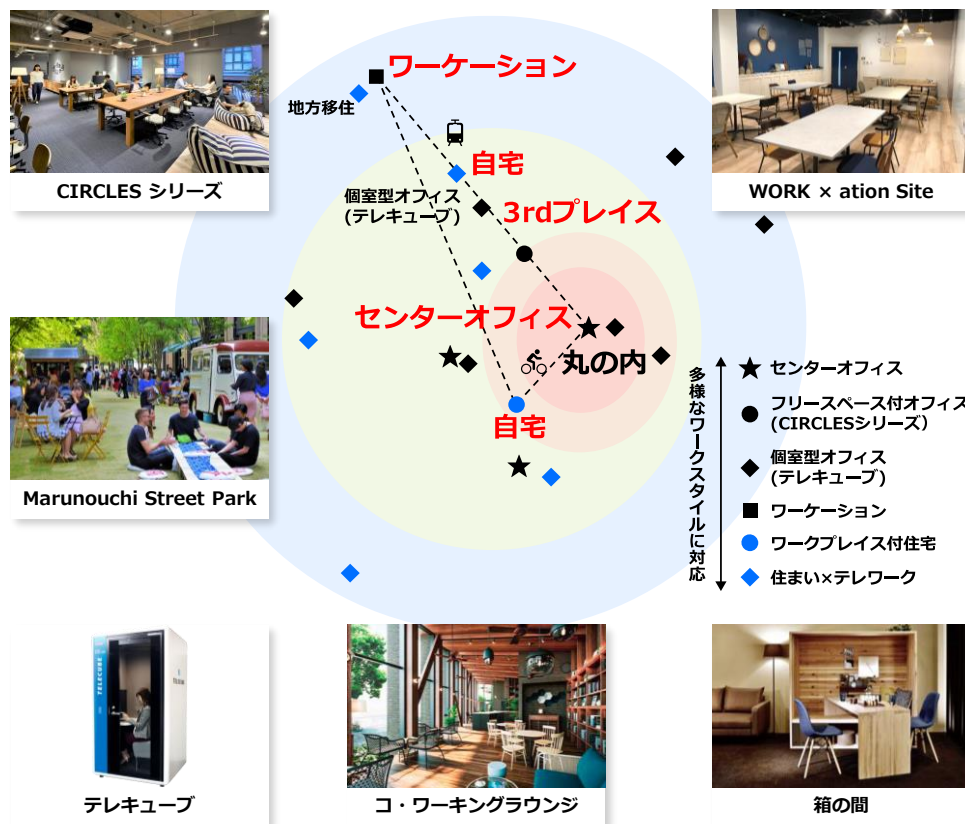 ワーケーション
地方移住
CIRCLES シリーズ
自宅
個室型オフィス
(テレキューブ)
3rdプレイス
WORK × ation Site
センターオフィス
丸の内
自宅
Marunouchi Street Park
多様なワークスタイルに対応
センターオフィス
フリースペース付オフィス
(CIRCLESシリーズ)
個室型オフィス
(テレキューブ)
ワーケーション
ワークプレイス付住宅
住まい×テレワーク
TELECUBE
テレキューブ
コ・ワーキングラウンジ
箱の間